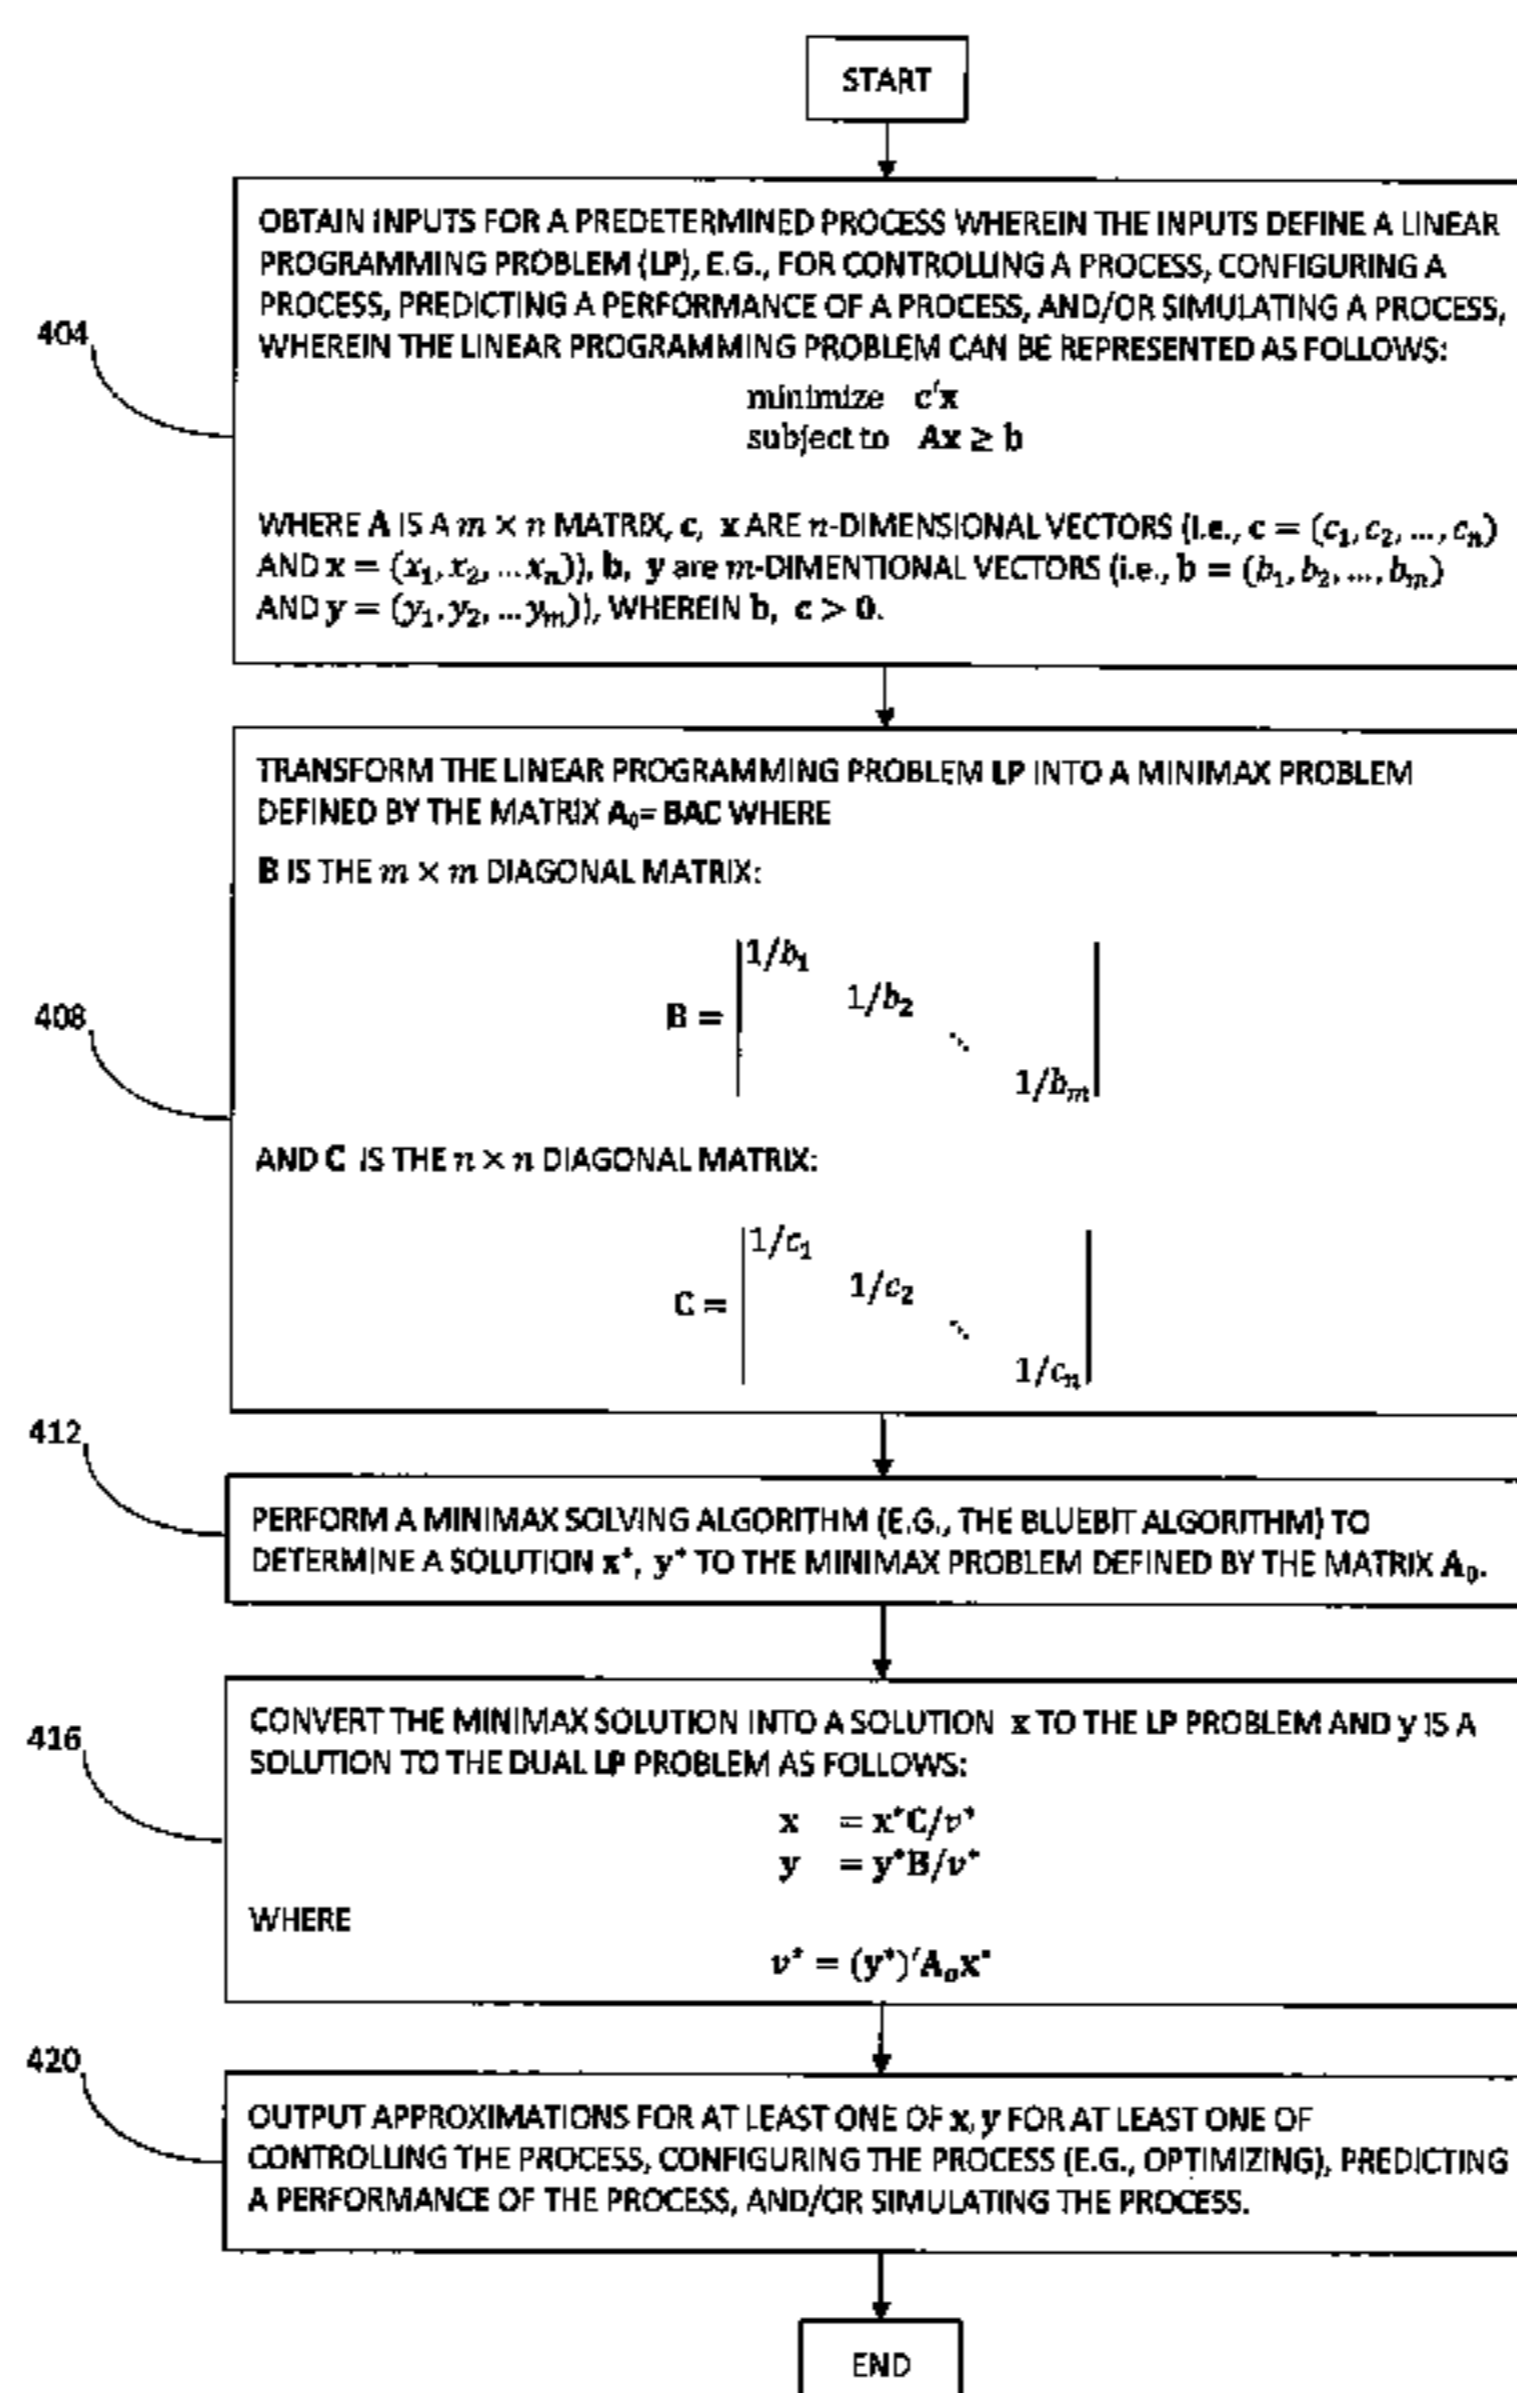 START
OBTAIN INPUTS FOR A PREDETERMINED PROCESS WHEREIN THE INPUTS DEFINE A LINEAR
PROGRAMMING PROBLEM (LP), E.G., FOR CONTROLLING A PROCESS, CONFIGURING A
PROCESS, PREDICTING A PERFORMANCE OF A PROCESS, AND/OR SIMULATING A PROCESS,
WHEREIN THE LINEAR PROGRAMMING PROBLEM CAN BE REPRESENTED AS FOLLOWS:
404
minimize c'x
subject to Ax ≥ b
WHERE A IS A m × n MATRIX, c, x ARE n-DIMENSIONAL VECTORS (i.e., c = (c₁, c₂, ..., cₙ)
AND x = (x₁, x₂, ...xₙ)), b, y are m-DIMENTIONAL VECTORS (i.e., b = (b₁, b₂, ..., bₘ)
AND y = (y₁, y₂, ...yₘ)), WHEREIN b, c > 0.
TRANSFORM THE LINEAR PROGRAMMING PROBLEM LP INTO A MINIMAX PROBLEM
DEFINED BY THE MATRIX A₀= BAC WHERE
B IS THE m × m DIAGONAL MATRIX:
1/b₁
1/b₂
B =
408
⋱
1/bₘ
AND C IS THE n × n DIAGONAL MATRIX:
1/c₁
1/c₂
C =
⋱
1/cₙ
412
PERFORM A MINIMAX SOLVING ALGORITHM (E.G., THE BLUEBIT ALGORITHM) TO
DETERMINE A SOLUTION x*, y* TO THE MINIMAX PROBLEM DEFINED BY THE MATRIX A₀.
CONVERT THE MINIMAX SOLUTION INTO A SOLUTION x TO THE LP PROBLEM AND y IS A
416
SOLUTION TO THE DUAL LP PROBLEM AS FOLLOWS:
x = x*C/v*
y = y*B/v*
WHERE
v* = (y*)'A₀x*
420
OUTPUT APPROXIMATIONS FOR AT LEAST ONE OF x, y FOR AT LEAST ONE OF
CONTROLLING THE PROCESS, CONFIGURING THE PROCESS (E.G., OPTIMIZING), PREDICTING
A PERFORMANCE OF THE PROCESS, AND/OR SIMULATING THE PROCESS.
END